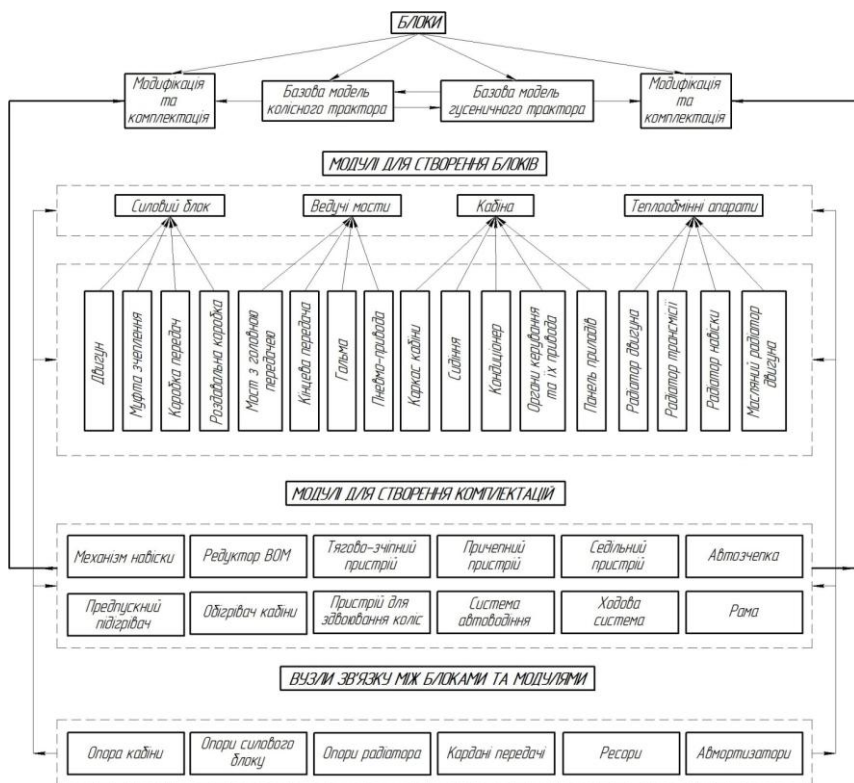 БЛОКИ
Модифікація
та
комплектація
Базова модель
колісного трактора
Базова модель
гусеничного трактора
Модифікація
та
комплектація
МОДУЛІ ДЛЯ СТВОРЕННЯ БЛОКІВ
Силовий блок
Ведучі мости
Кабіна
Теплообмінні апарати
Двигун
Муфта зчеплення
Коробка передач
Роздавальна коробка
Мост з головною
передачею
Кінцева передача
Гальма
Пневмо-привода
Каркас кабіни
Сидіння
Кондиціонер
Органи керування
та їх привода
Панель приладів
Радіатор двигуна
Радіатор трансмісії
Радіатор навіски
Масляний радіатор
двигуна
МОДУЛІ ДЛЯ СТВОРЕННЯ КОМПЛЕКТАЦІЙ
Механізм навіски
Редуктор ВОМ
Тягово-зчіпний
пристрій
Причепний
пристрій
Седільний
пристрій
Автозчепка
Предпускний
підігрівач
Обігрівач кабіни
Пристрій для
здвоювання коліс
Система
автоводіння
Ходова
система
Рама
ВУЗЛИ ЗВ'ЯЗКУ МІЖ БЛОКАМИ ТА МОДУЛЯМИ
Опора кабіни
Опори силового
блоку
Опори радіатора
Кардані передачі
Ресори
Авмортизатори